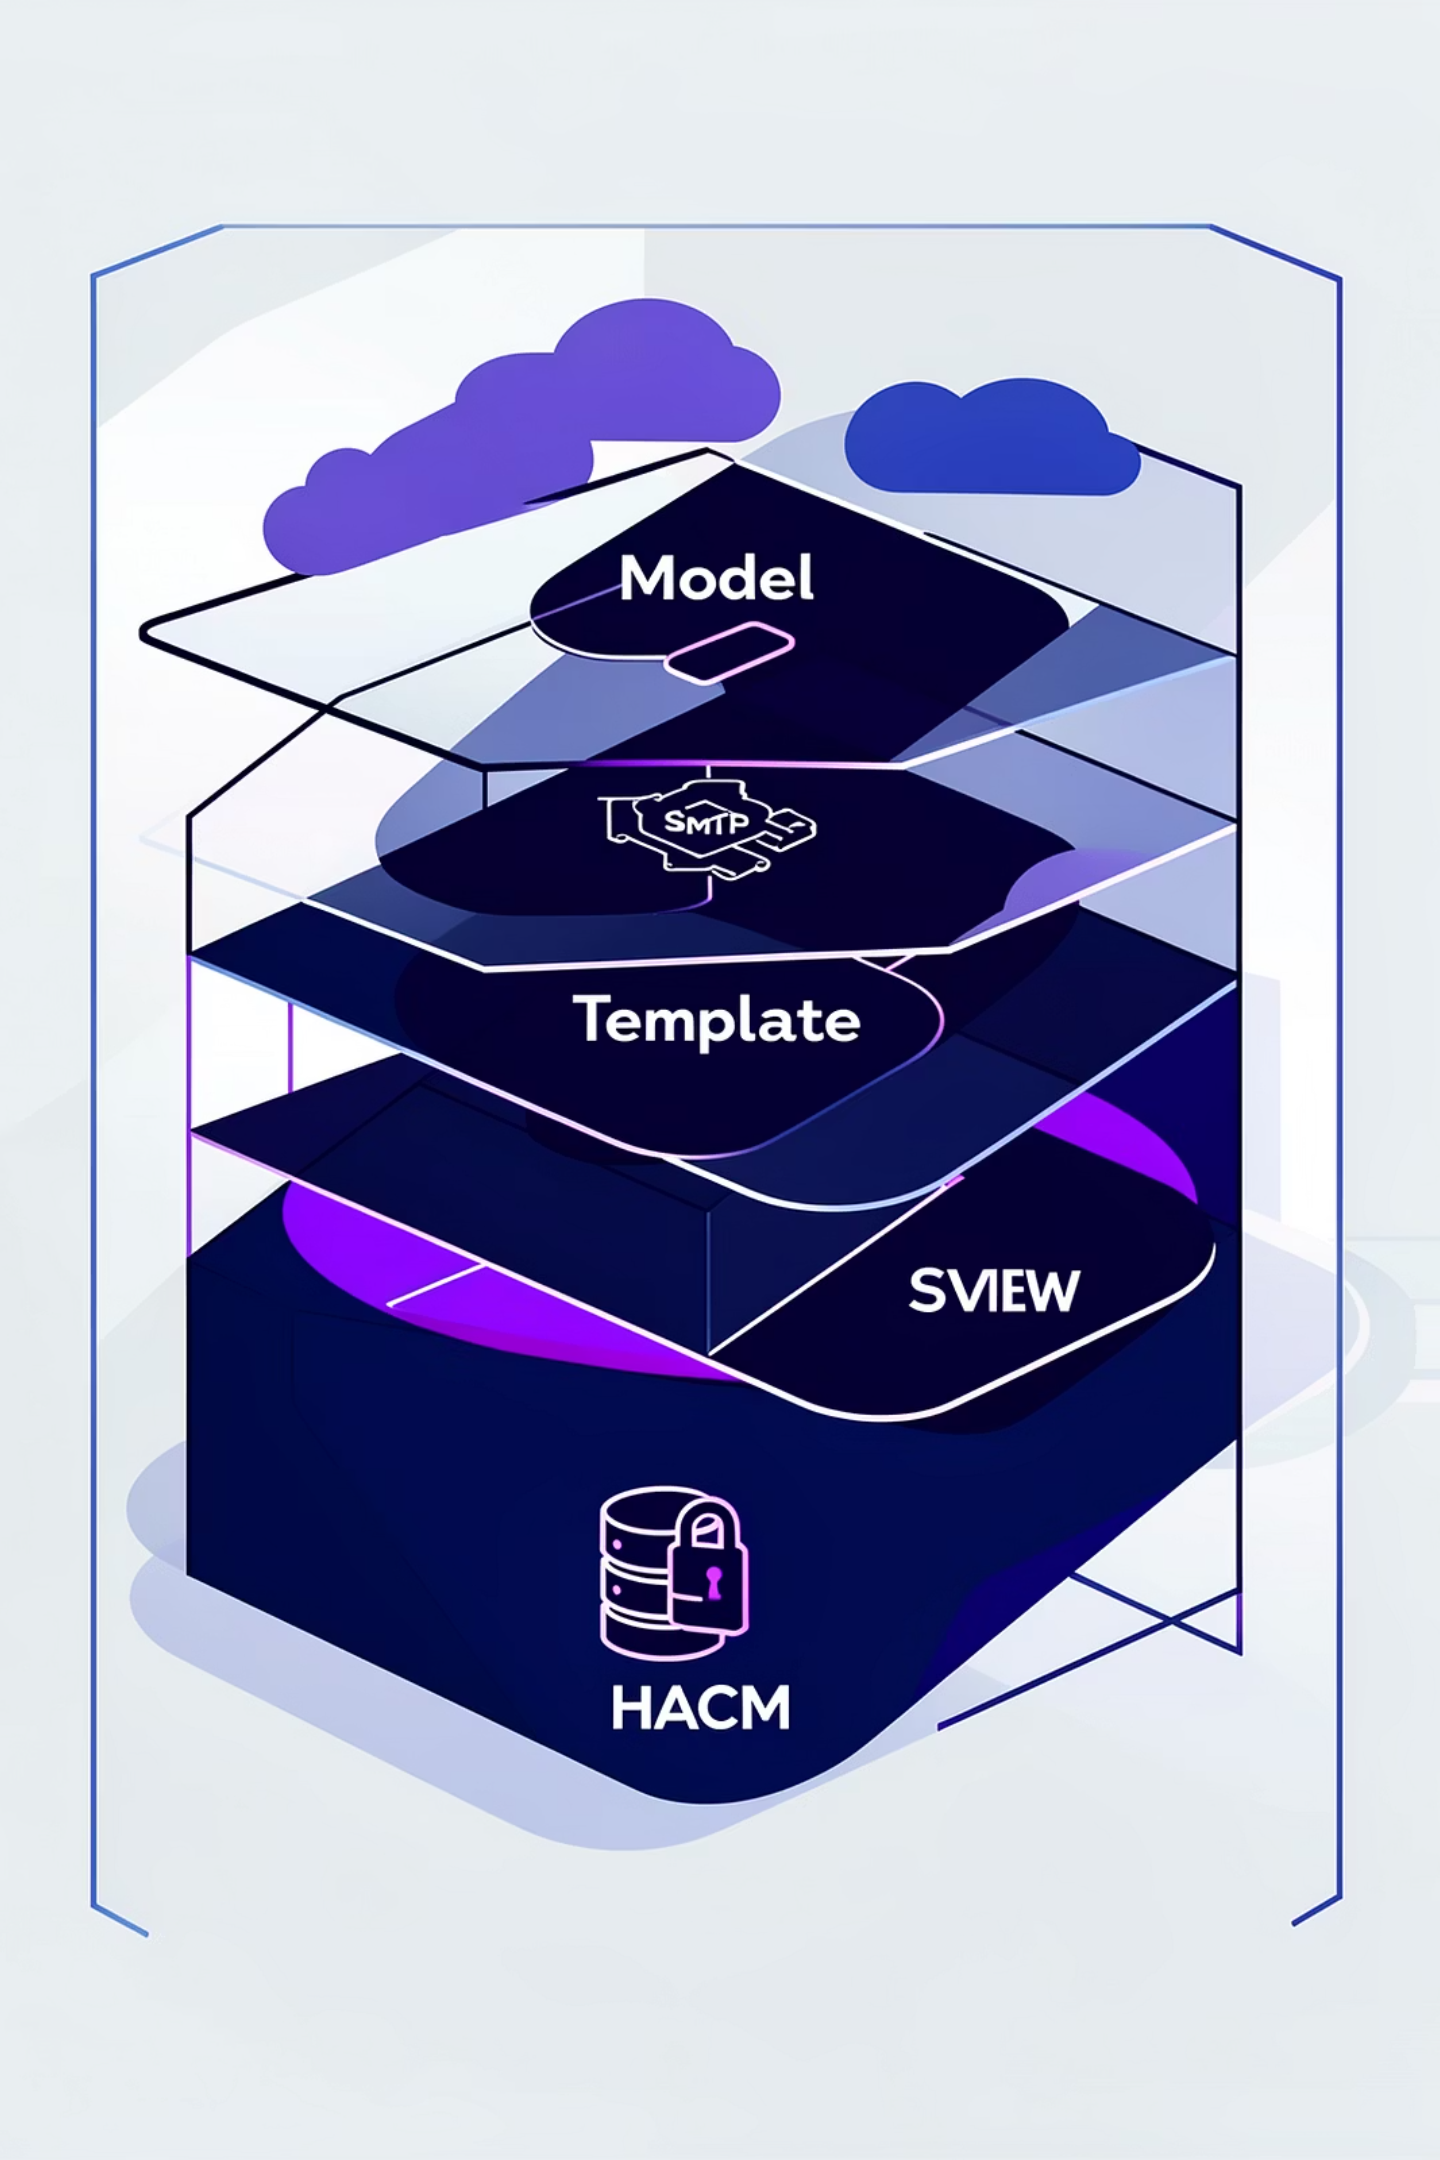 Model
SMTP
Template
SVIEW
HACM